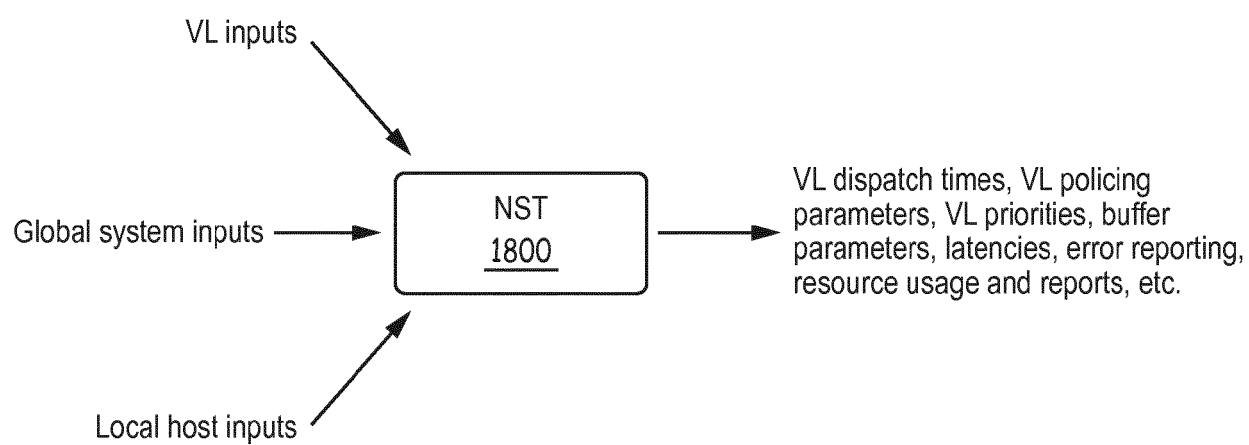 VL inputs
Global system inputs
NST
1800
VL dispatch times, VL policing
parameters, VL priorities, buffer
parameters, latencies, error reporting,
resource usage and reports, etc.
Local host inputs